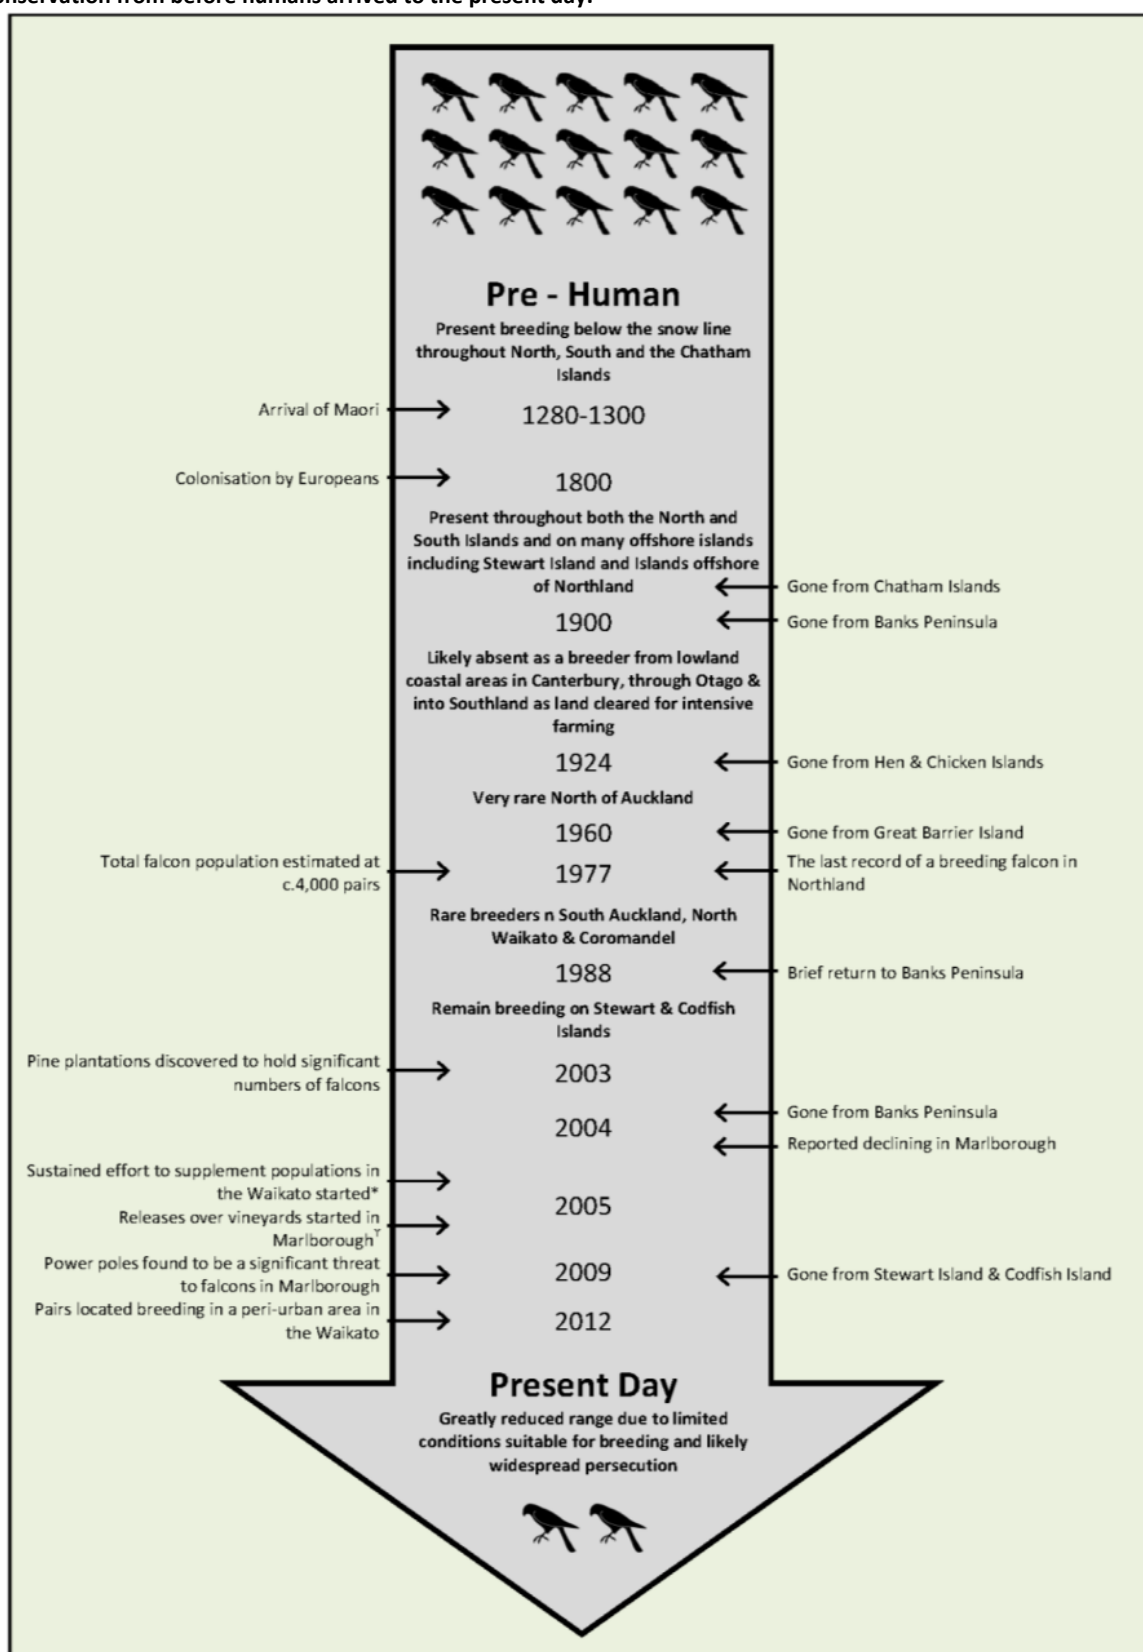 onservation from before humans arrived to the present day.
Pre - Human
Present breeding below the snow line
throughout North, South and the Chatham
Islands
Arrival of Maori
1280-1300
Colonisation by Europeans
1800
Present throughout both the North and
South Islands and on many offshore islands
including Stewart Island and Islands offshore
of Northland
Gone from Chatham Islands
1900
Gone from Banks Peninsula
Likely absent as a breeder from lowland
coastal areas in Canterbury, through Otago &
into Southland as land cleared for intensive
farming
1924
Gone from Hen & Chicken Islands
Very rare North of Auckland
1960
Gone from Great Barrier Island
Total falcon population estimated at
c.4,000 pairs
1977
The last record of a breeding falcon in
Northland
Rare breeders n South Auckland, North
Waikato & Coromandel
1988
Brief return to Banks Peninsula
Remain breeding on Stewart & Codfish
Islands
Pine plantations discovered to hold significant
numbers of falcons
2003
2004
Gone from Banks Peninsula
Reported declining in Marlborough
Sustained effort to supplement populations in
the Waikato started*
Releases over vineyards started in
Marlborough
2005
Power poles found to be a significant threat
to falcons in Marlborough
2009
Gone from Stewart Island & Codfish Island
Pairs located breeding in a peri-urban area in
the Waikato
2012
Present Day
Greatly reduced range due to limited
conditions suitable for breeding and likely
widespread persecution